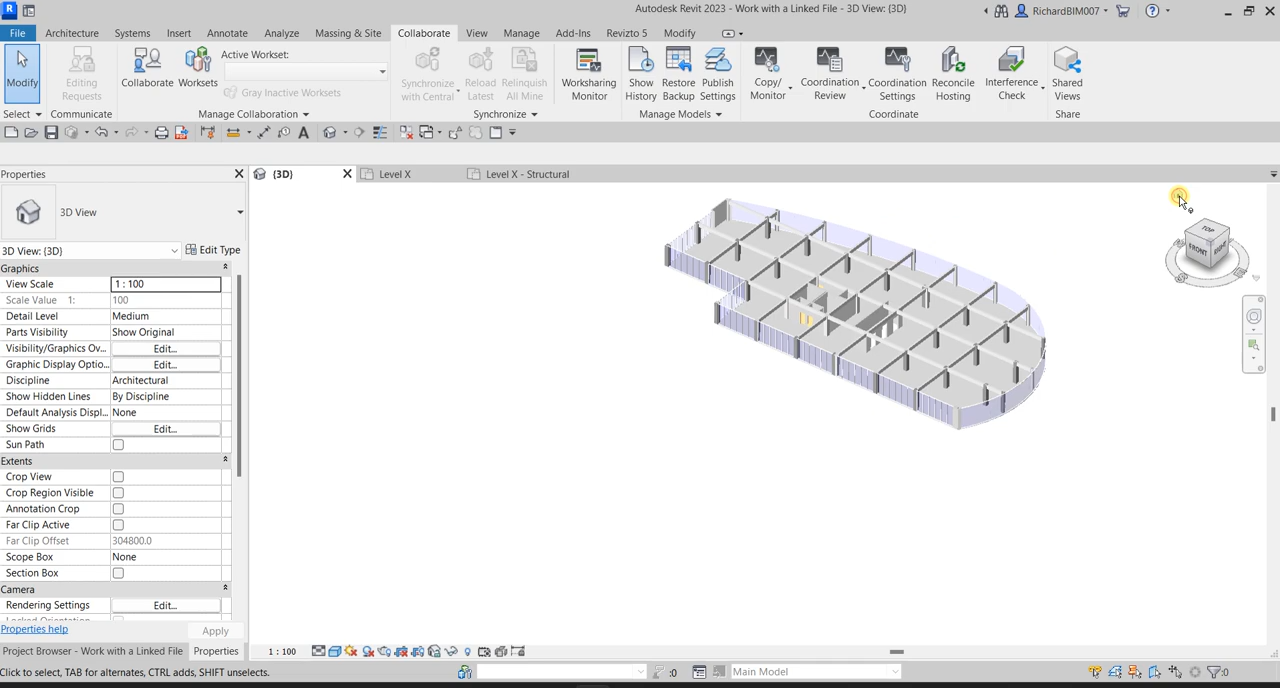 Autodesk Revit 2023 - Work with a Linked File - 3D View: {3D}
RichardBIM007
File Architecture Systems Insert Annotate Analyze Massing & Site Collaborate View Manage Add-Ins Revizto 5 Modify
Modify
Editing
Requests
Collaborate
Worksets
Active Workset:
Gray Inactive Worksets
Synchronize
with Central
Reload
Latest
Relinquish
All Mine
Worksharing
Monitor
Show
History
Restore
Backup
Publish
Settings
Copy/
Monitor
Coordination
Review
Coordination
Settings
Reconcile
Hosting
Interference
Check
Shared
Views
Select Communicate Manage Collaboration Synchronize Manage Models Coordinate Share
Properties
{3D}
Level X
Level X - Structural
3D View
3D View: {3D}
Edit Type
Graphics
View Scale 1 : 100
Scale Value 1: 100
Detail Level Medium
Parts Visibility Show Original
Visibility/Graphics Ov... Edit...
Graphic Display Optio... Edit...
Discipline Architectural
Show Hidden Lines By Discipline
Default Analysis Displ... None
Show Grids Edit...
Sun Path
Extents
Crop View
Crop Region Visible
Annotation Crop
Far Clip Active
Far Clip Offset 304800.0
Scope Box None
Section Box
Camera
Rendering Settings Edit...
Properties help
Apply
Project Browser - Work with a Linked File
Properties
1 : 100
Click to select, TAB for alternates, CTRL adds, SHIFT unselects.
:0
Main Model
:0
TOP
FRONT
RIGHT